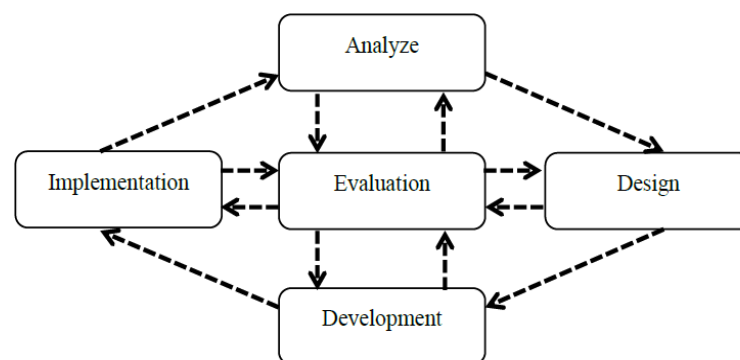 Analyze
Implementation
Evaluation
Design
Development